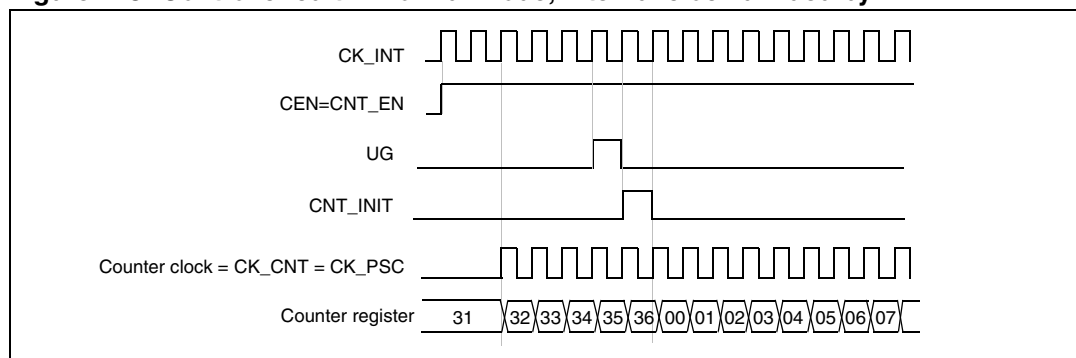 CK_INT
CEN=CNT_EN
UG
CNT_INIT
Counter clock = CK_CNT = CK_PSC
Counter register 31 32 33 34 35 36 00 01 02 03 04 05 06 07